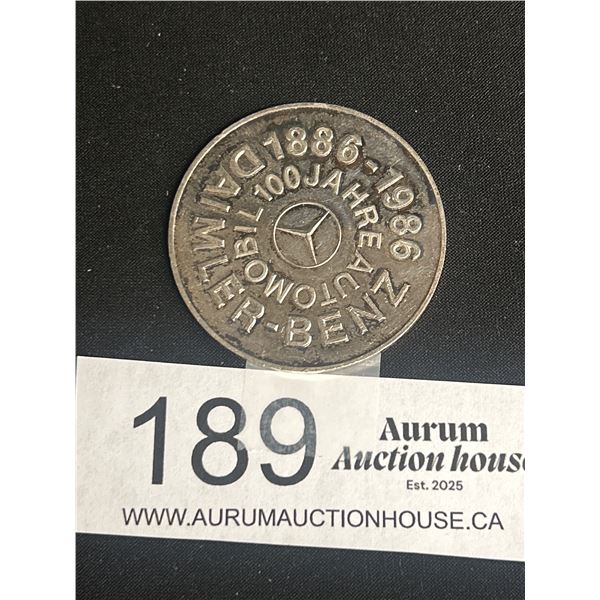 1886-1986
DAIMLER-BENZ
100 JAHRE AUTOMOBIL
189
Aurum
Auction house
Est. 2025
WWW.AURUMAUCTIONHOUSE.CA